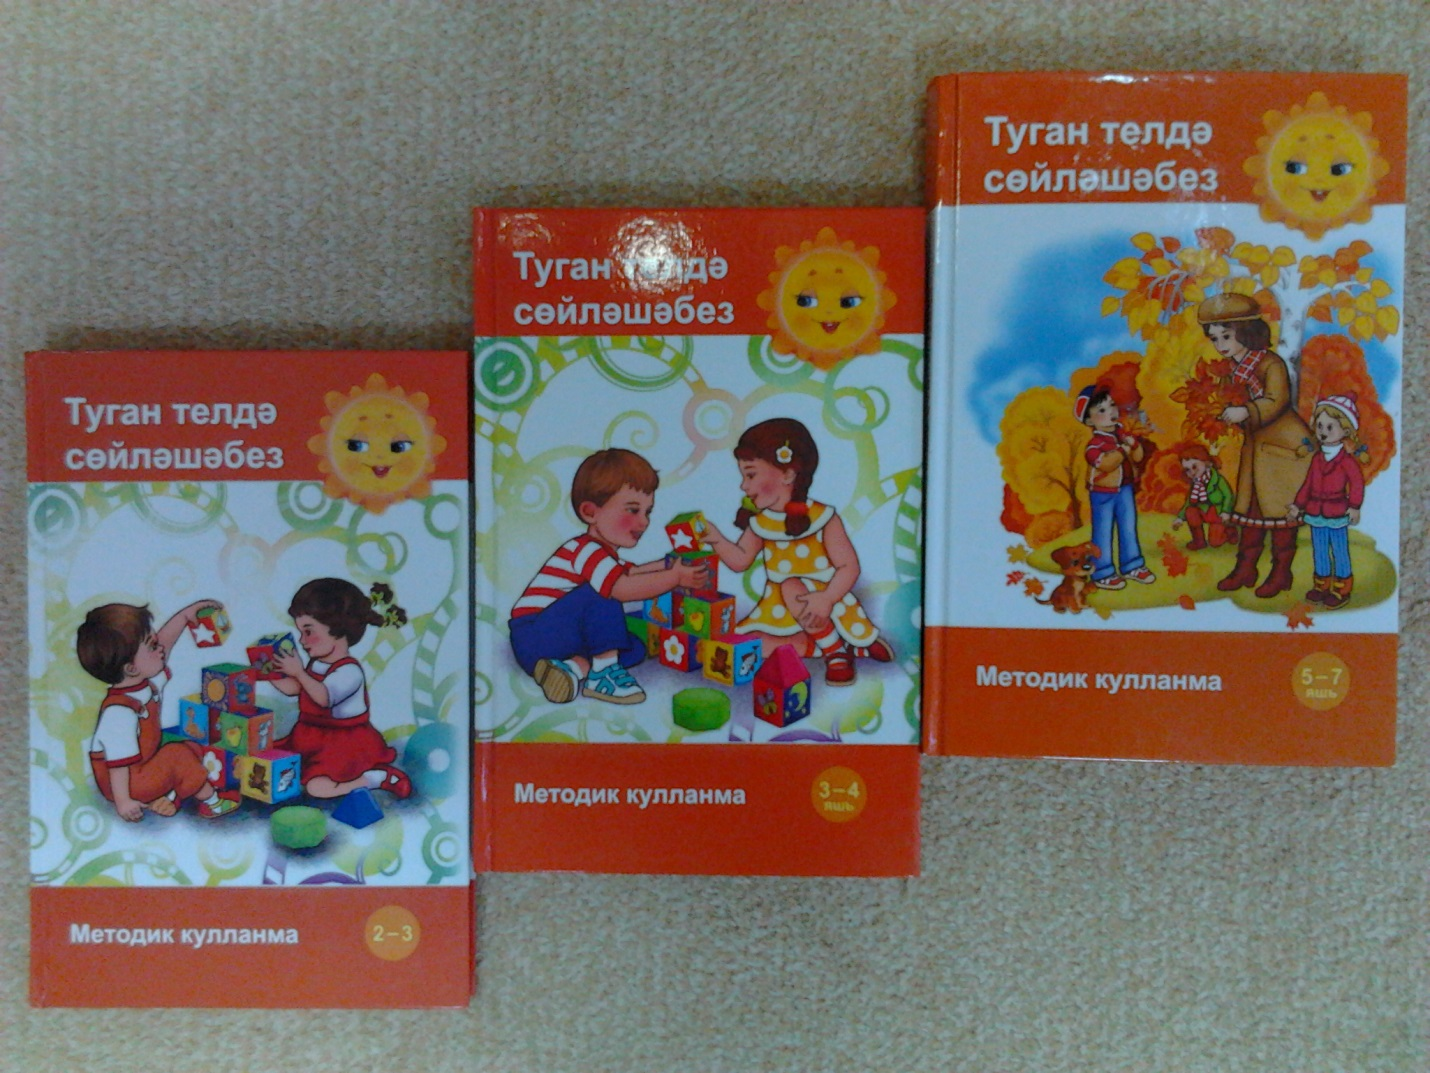 Туган телдә
сөйләшәбез
Методик кулланма
2–3
Туган телдә
сөйләшәбез
Методик кулланма
3–4
яшь
Туган телдә
сөйләшәбез
Методик кулланма
5–7
яшь